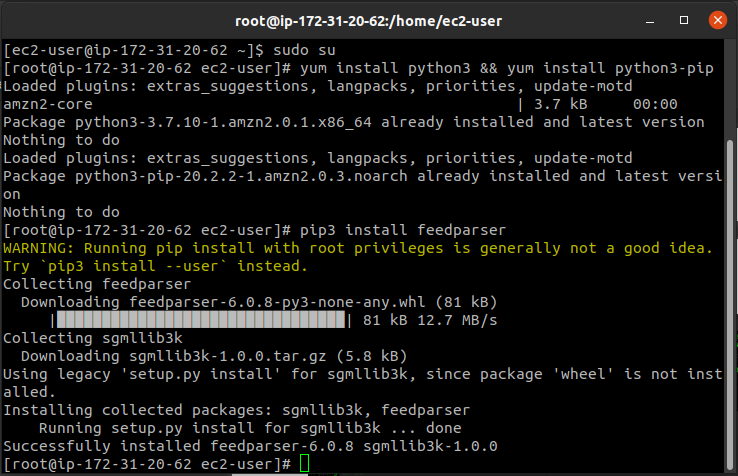 root@ip-172-31-20-62:/home/ec2-user
[ec2-user@ip-172-31-20-62 ~]$ sudo su
[root@ip-172-31-20-62 ec2-user]# yum install python3 && yum install python3-pip
Loaded plugins: extras_suggestions, langpacks, priorities, update-motd
amzn2-core                                               | 3.7 kB     00:00
Package python3-3.7.10-1.amzn2.0.1.x86_64 already installed and latest version
Nothing to do
Loaded plugins: extras_suggestions, langpacks, priorities, update-motd
Package python3-pip-20.2.2-1.amzn2.0.3.noarch already installed and latest versi
on
Nothing to do
[root@ip-172-31-20-62 ec2-user]# pip3 install feedparser
WARNING: Running pip install with root privileges is generally not a good idea.
Try `pip3 install --user` instead.
Collecting feedparser
  Downloading feedparser-6.0.8-py3-none-any.whl (81 kB)
     |████████████████████████████████| 81 kB 12.7 MB/s
Collecting sgmllib3k
  Downloading sgmllib3k-1.0.0.tar.gz (5.8 kB)
Using legacy 'setup.py install' for sgmllib3k, since package 'wheel' is not inst
alled.
Installing collected packages: sgmllib3k, feedparser
    Running setup.py install for sgmllib3k ... done
Successfully installed feedparser-6.0.8 sgmllib3k-1.0.0
[root@ip-172-31-20-62 ec2-user]#